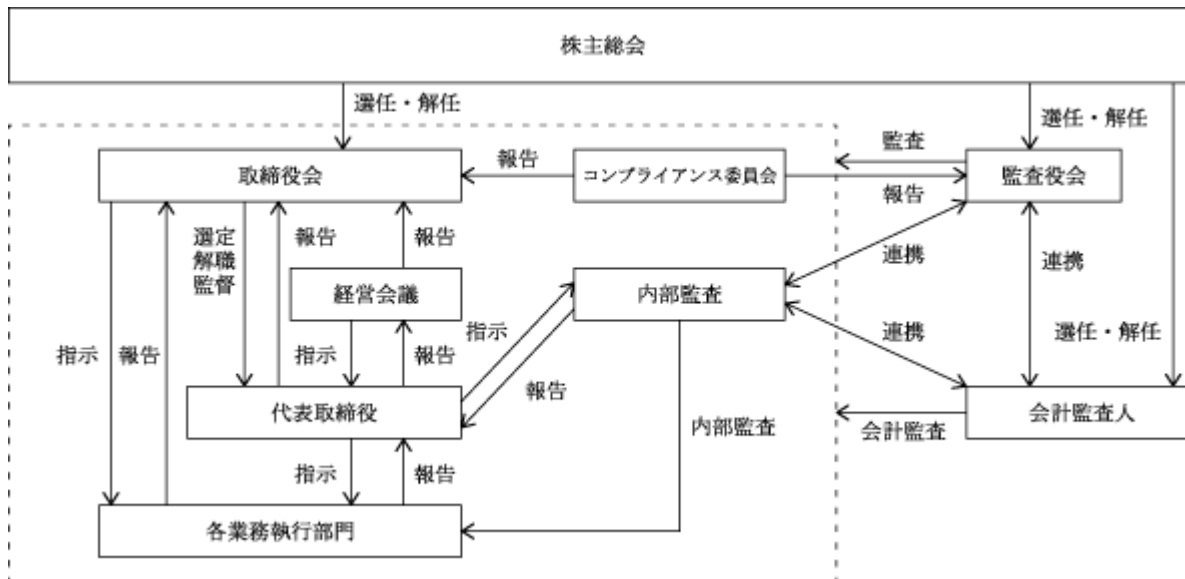 株主総会
選任・解任
選任・解任
監査
報告
取締役会
コンプライアンス委員会
監査役会
報告
選定
解職
監督
報告
報告
連携
連携
経営会議
内部監査
指示
報告
指示
報告
指示
連携
選任・解任
報告
代表取締役
会計監査人
内部監査
会計監査
指示
報告
各業務執行部門